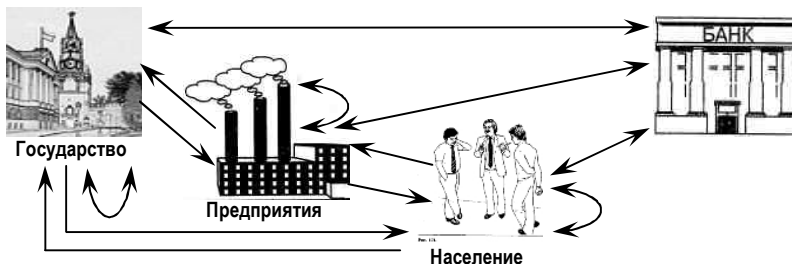 БАНК
Государство
Предприятия
Население